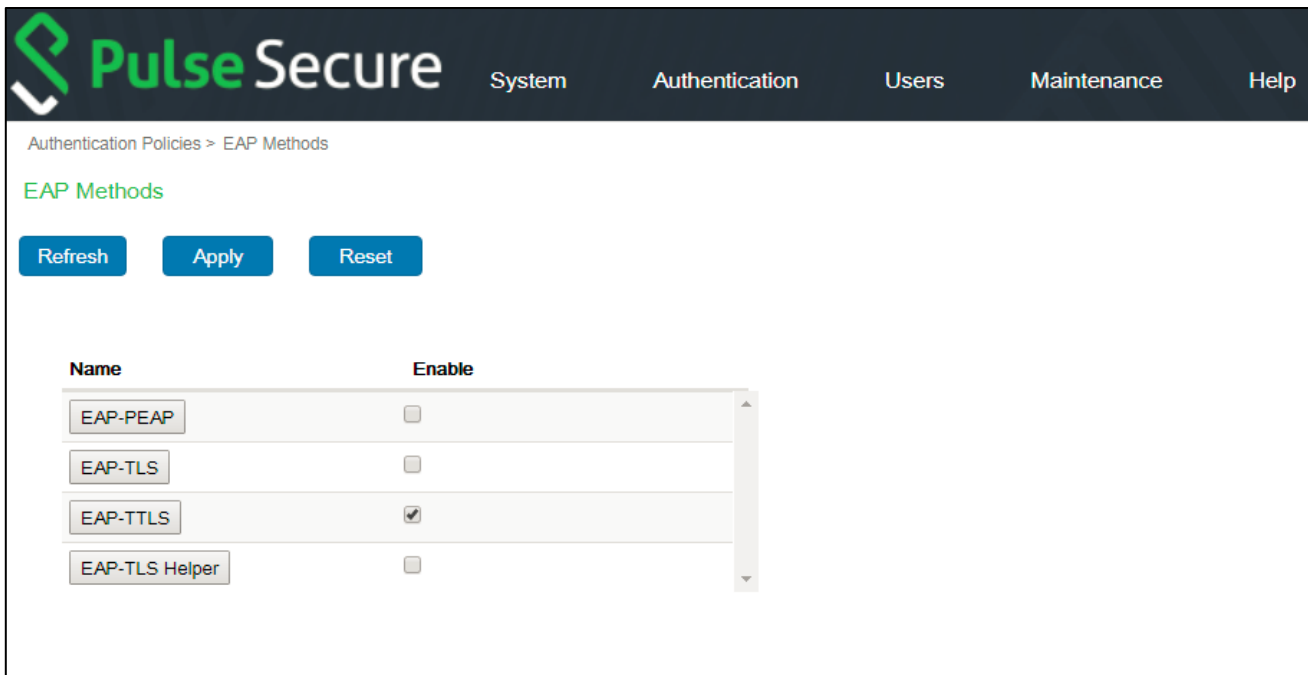 Pulse Secure System Authentication Users Maintenance Help
Authentication Policies > EAP Methods
EAP Methods
Refresh Apply Reset
Name Enable
EAP-PEAP
EAP-TLS
EAP-TTLS
EAP-TLS Helper